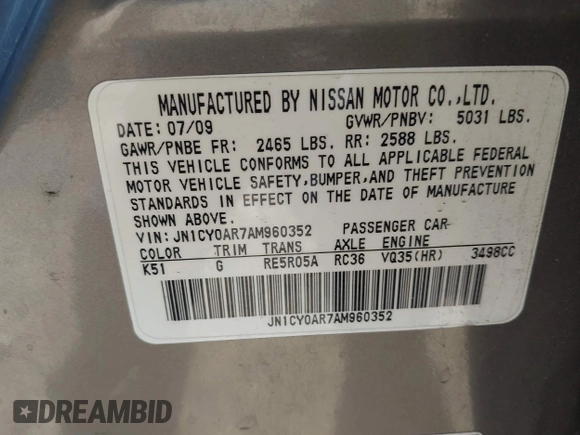 MANUFACTURED BY NISSAN MOTOR CO.,LTD.
DATE: 07/09 GVWR/PNBV: 5031 LBS.
GAWR/PNBE FR: 2465 LBS. RR: 2588 LBS.
THIS VEHICLE CONFORMS TO ALL APPLICABLE FEDERAL
MOTOR VEHICLE SAFETY,BUMPER,AND THEFT PREVENTION
STANDARDS IN EFFECT ON THE DATE OF MANUFACTURE
SHOWN ABOVE.
VIN: JN1CY0AR7AM960352 PASSENGER CAR
COLOR TRIM TRANS AXLE ENGINE
K51 G RE5R05A RC36 VQ35(HR) 3498CC
JN1CY0AR7AM960352
DREAMBID